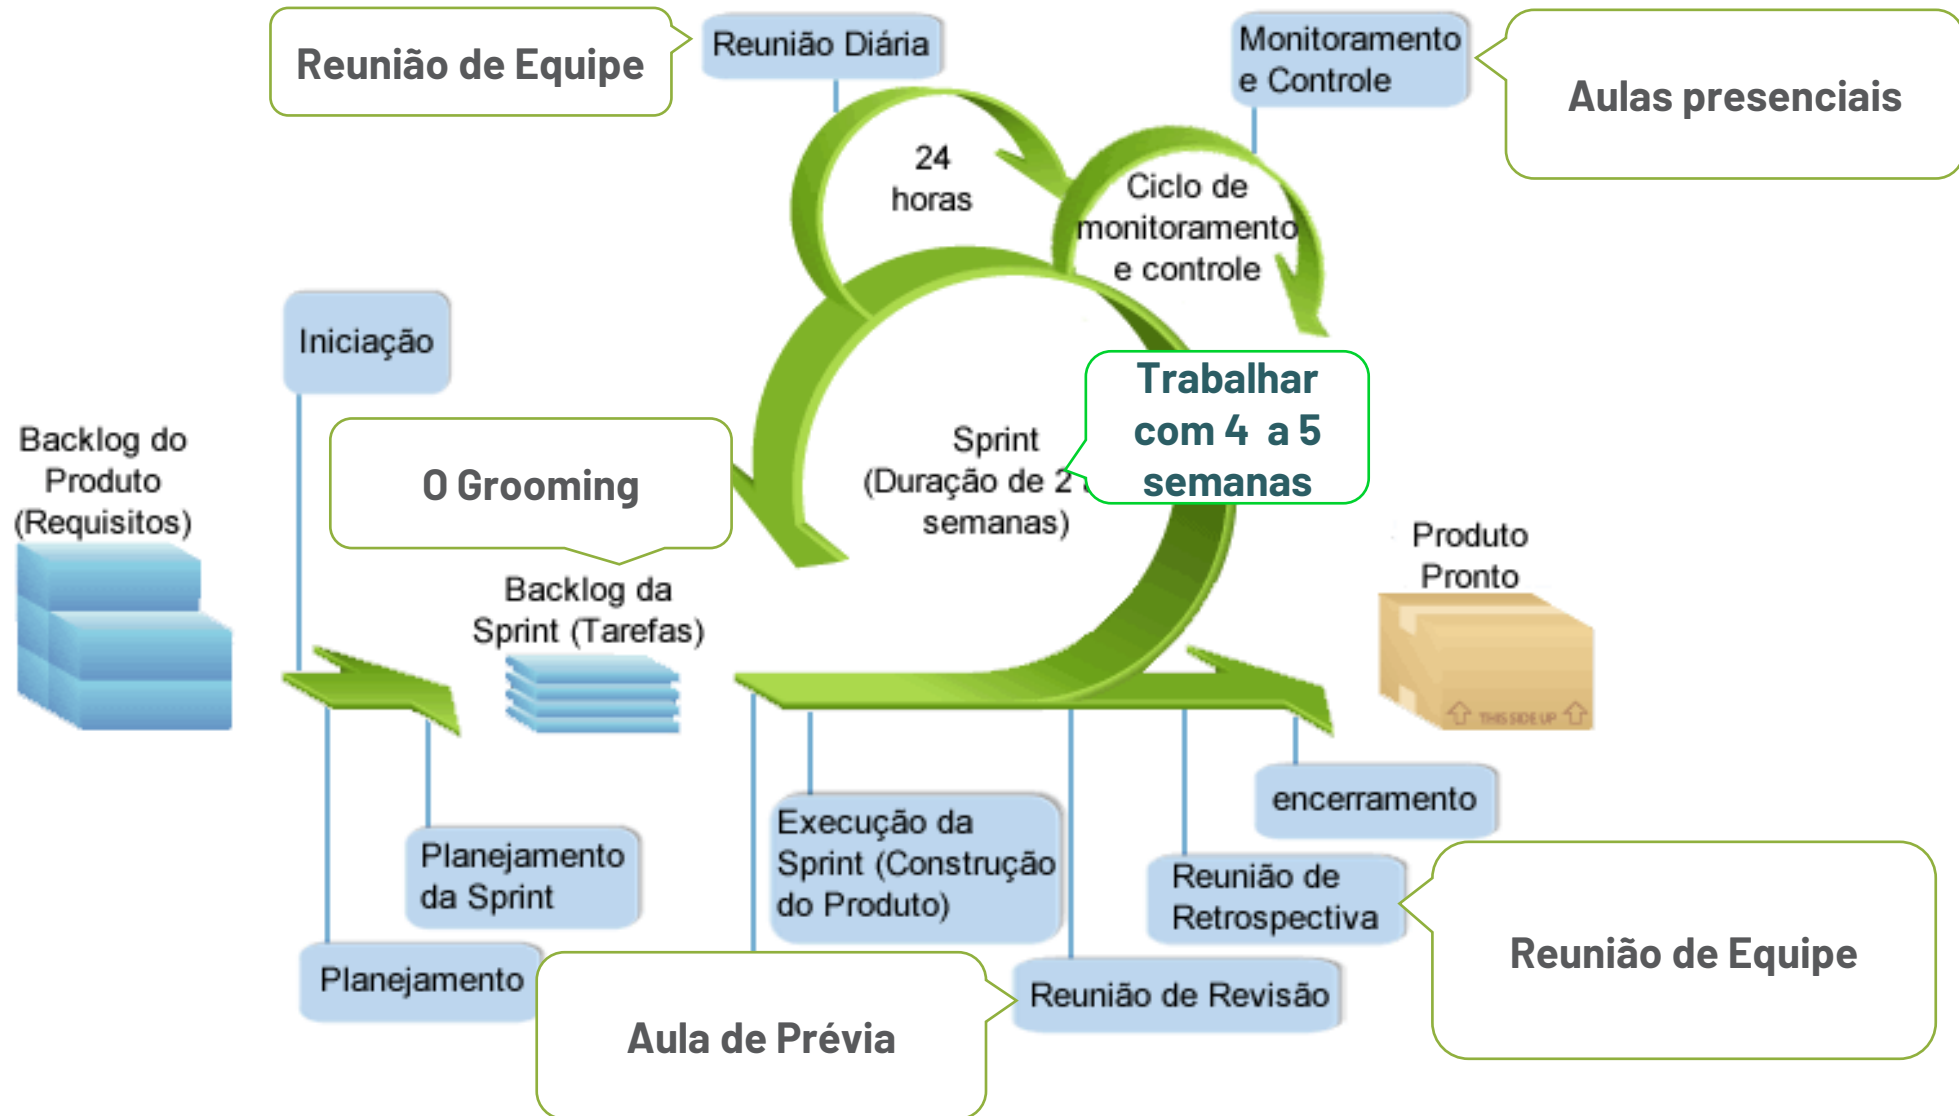 Reunião de Equipe
Reunião Diária
Monitoramento
e Controle
Aulas presenciais
24
horas
Ciclo de
monitoramento
e controle
Iniciação
Trabalhar
com 4 a 5
semanas
Backlog do
Produto
(Requisitos)
O Grooming
Sprint
(Duração de 2
semanas)
Produto
Pronto
Backlog da
Sprint (Tarefas)
THIS SIDE UP
encerramento
Execução da
Sprint (Construção
do Produto)
Planejamento
da Sprint
Reunião de
Retrospectiva
Reunião de Equipe
Planejamento
Reunião de Revisão
Aula de Prévia